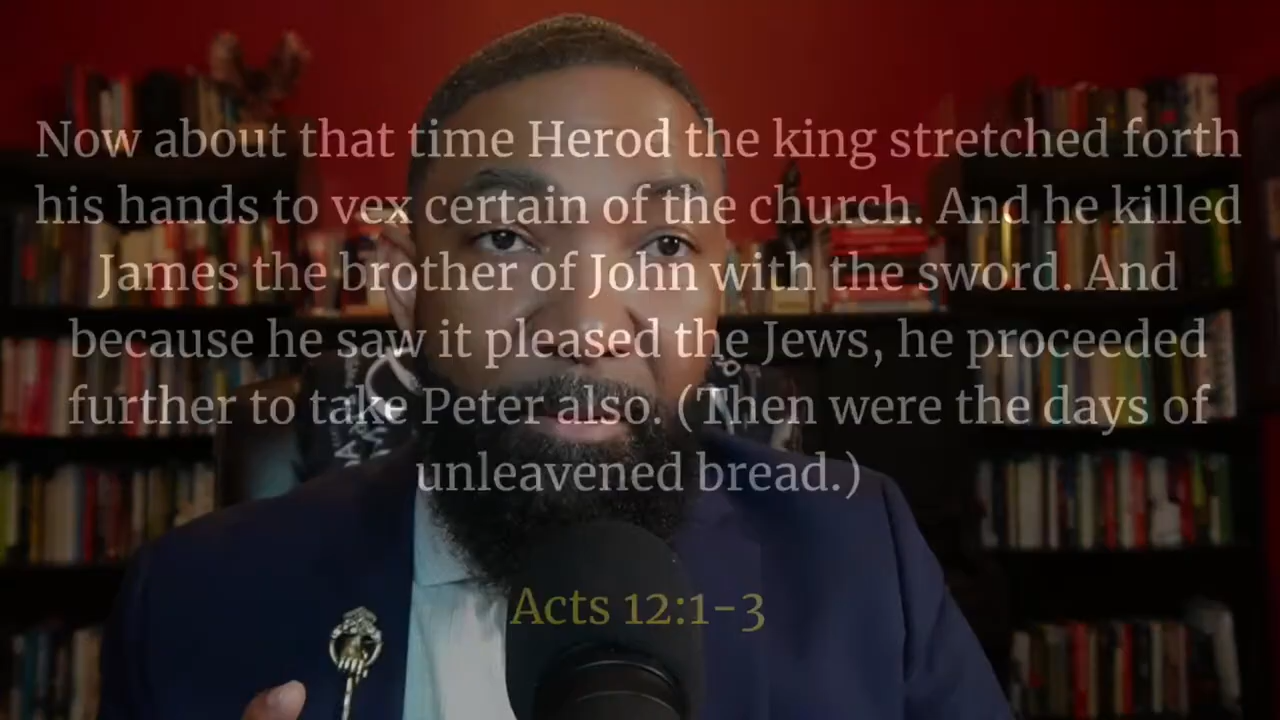 Now about that time Herod the king stretched forth
his hands to vex certain of the church. And he killed
James the brother of John with the sword. And
because he saw it pleased the Jews, he proceeded
further to take Peter also. (Then were the days of
unleavened bread.)
Acts 12:1-3